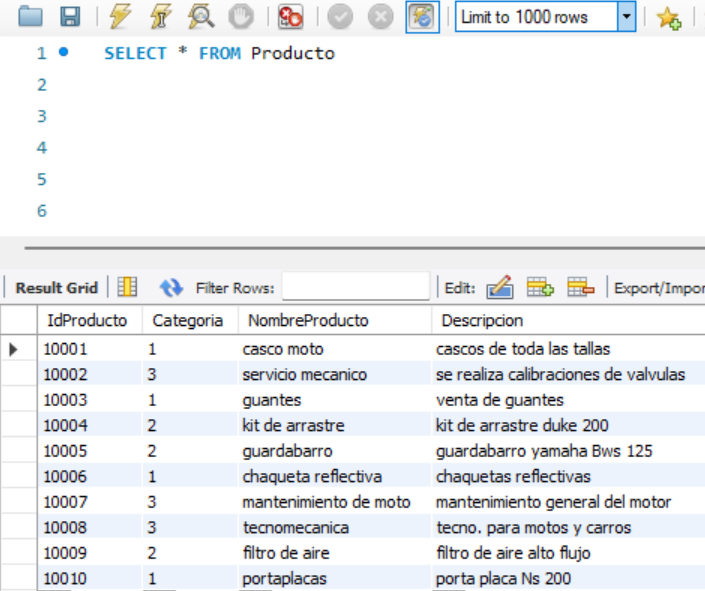 Limit to 1000 rows
1 SELECT * FROM Producto
2
3
4
5
6
Result Grid Filter Rows: Edit: Export/Impor
IdProducto Categoria NombreProducto Descripcion
10001 1 casco moto cascos de toda las tallas
10002 3 servicio mecanico se realiza calibraciones de valvulas
10003 1 guantes venta de guantes
10004 2 kit de arrastre kit de arrastre duke 200
10005 2 guardabarro guardabarro yamaha Bws 125
10006 1 chaqueta reflectiva chaquetas reflectivas
10007 3 mantenimiento de moto mantenimiento general del motor
10008 3 tecnomecanica tecno. para motos y carros
10009 2 filtro de aire filtro de aire alto flujo
10010 1 portaplacas porta placa Ns 200